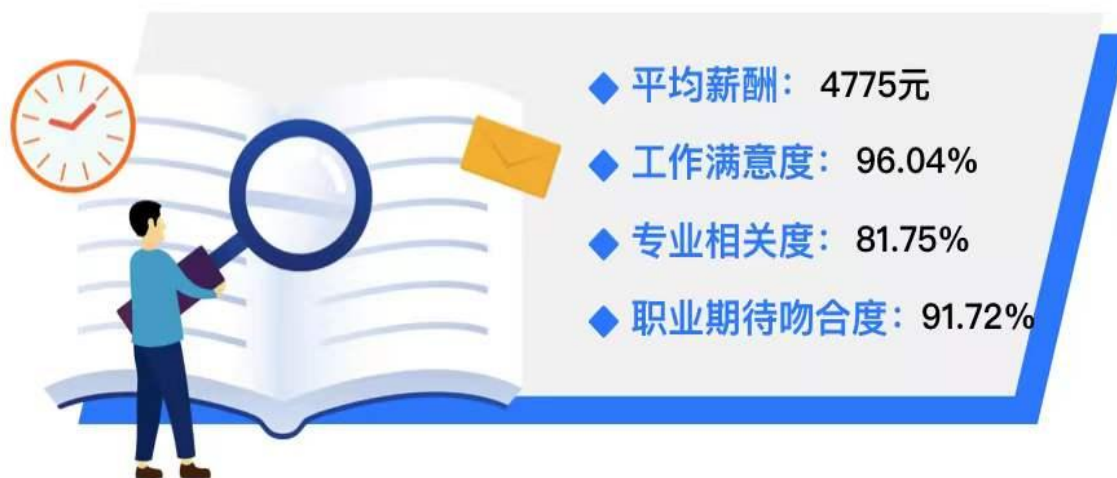 ◆ 平均薪酬：4775元
◆ 工作满意度：96.04%
◆ 专业相关度：81.75%
◆ 职业期待吻合度：91.72%